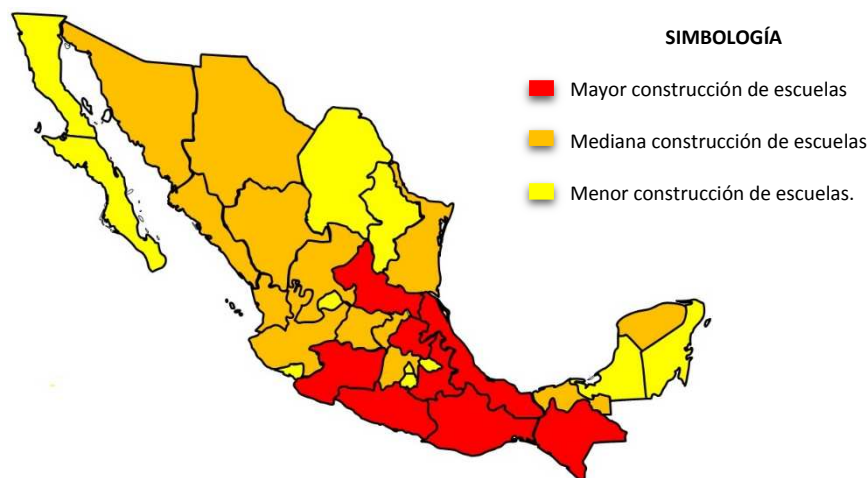 SIMBOLOGÍA
Mayor construcción de escuelas
Mediana construcción de escuelas
Menor construcción de escuelas.